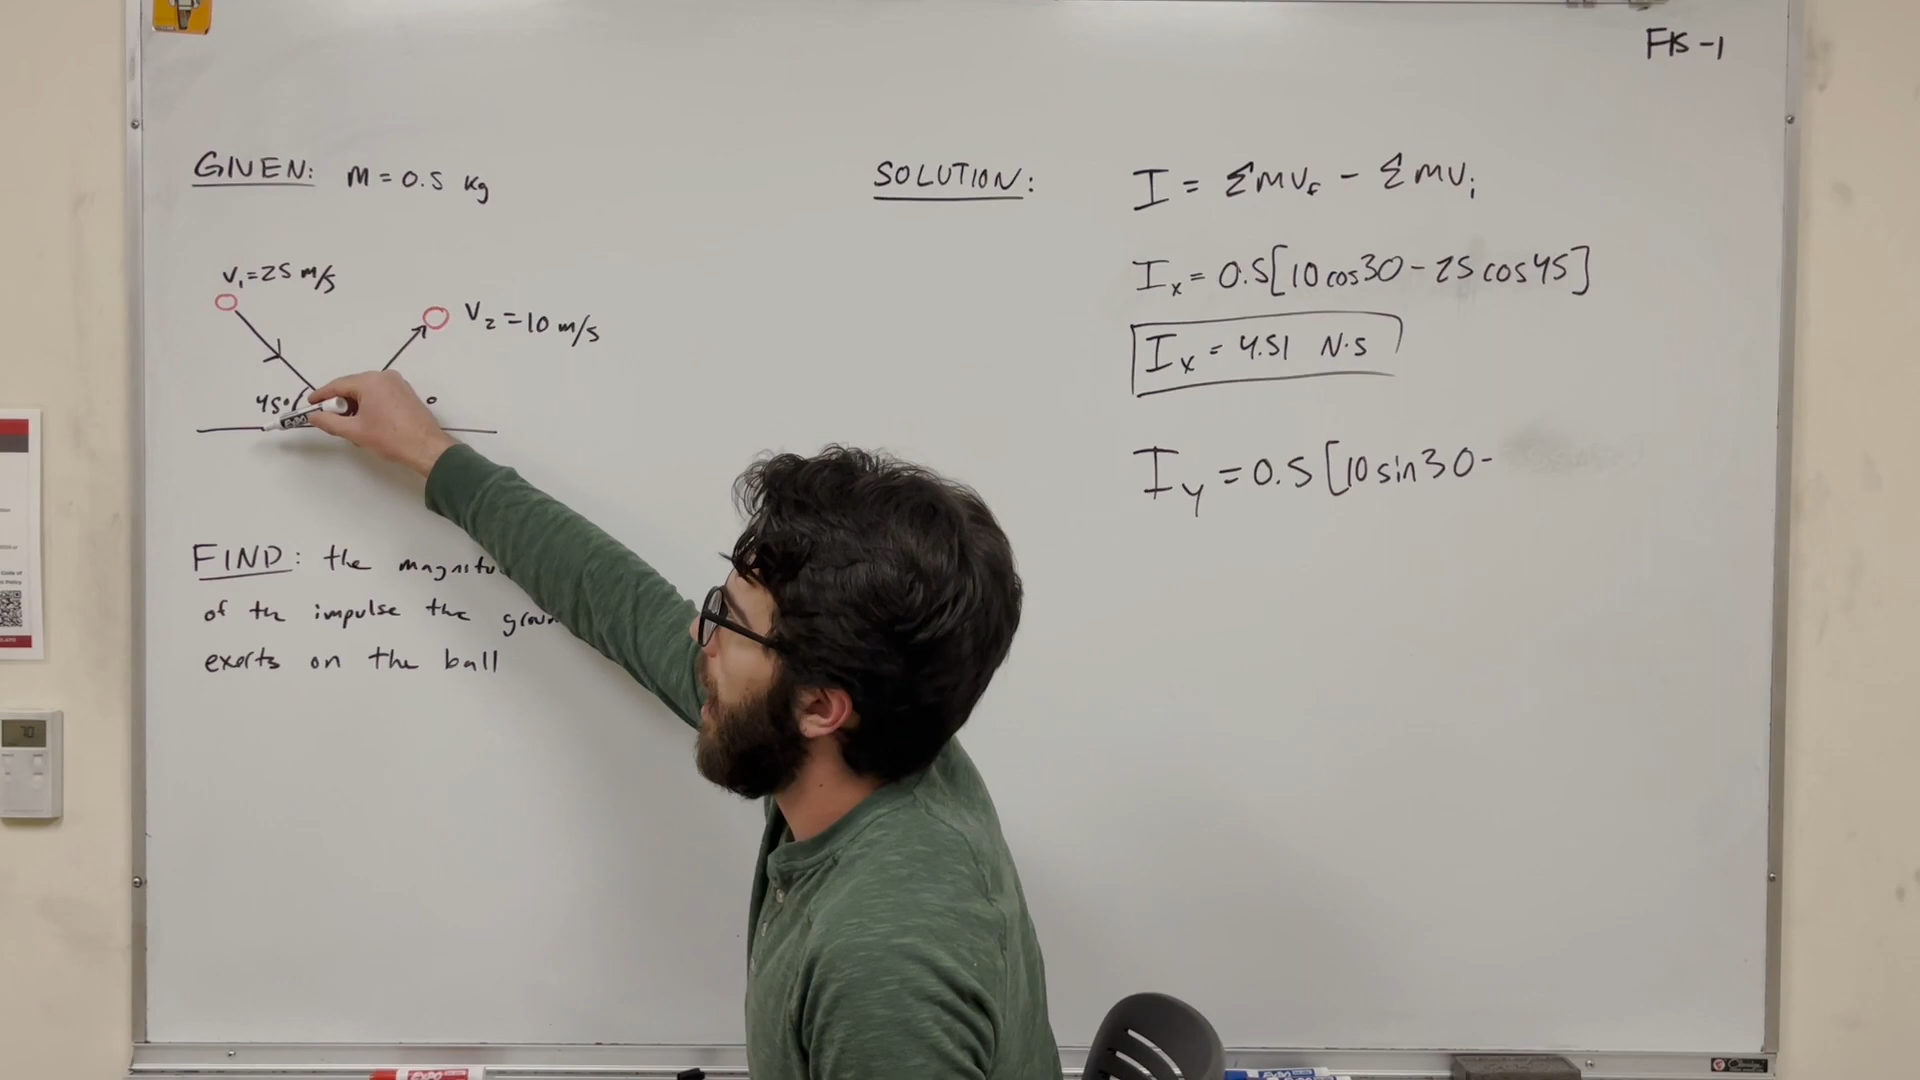 FIS-1
GIVEN: m = 0.5 kg
V₁=25 m/s
V₂=10 m/s
45°
°
FIND: the
of the impulse the
exerts on the ball
SOLUTION:
I = Σmv_f - Σmv_i
I_x = 0.5[10 cos30 - 25 cos45]
I_x = 4.51 N·s
I_y = 0.5[10 sin30 -
EXPO
70